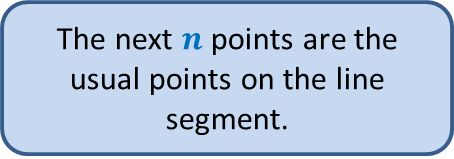 The next n points are the
usual points on the line
segment.